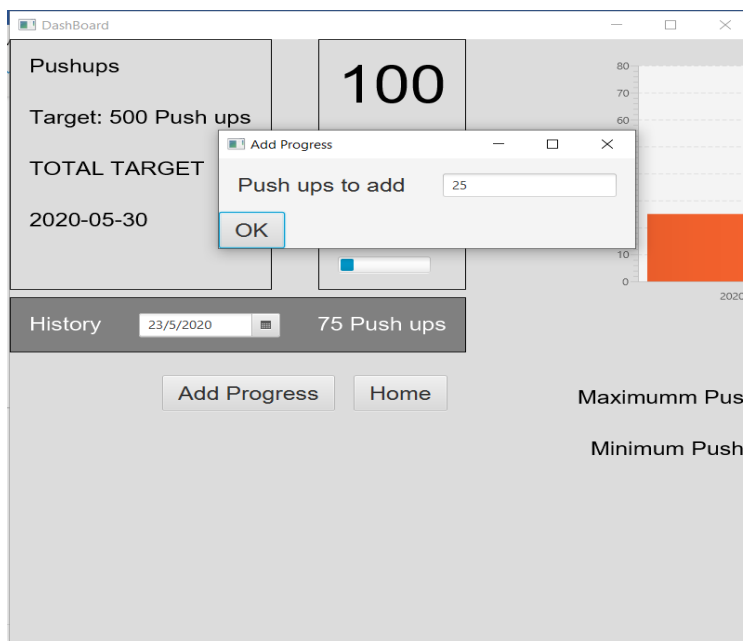 DashBoard
Pushups
Target: 500 Push ups
TOTAL TARGET
2020-05-30
100
Add Progress
Push ups to add
25
OK
History
23/5/2020
75 Push ups
Add Progress
Home
80
70
60
10
0
2020
Maximumm Pus
Minimum Push